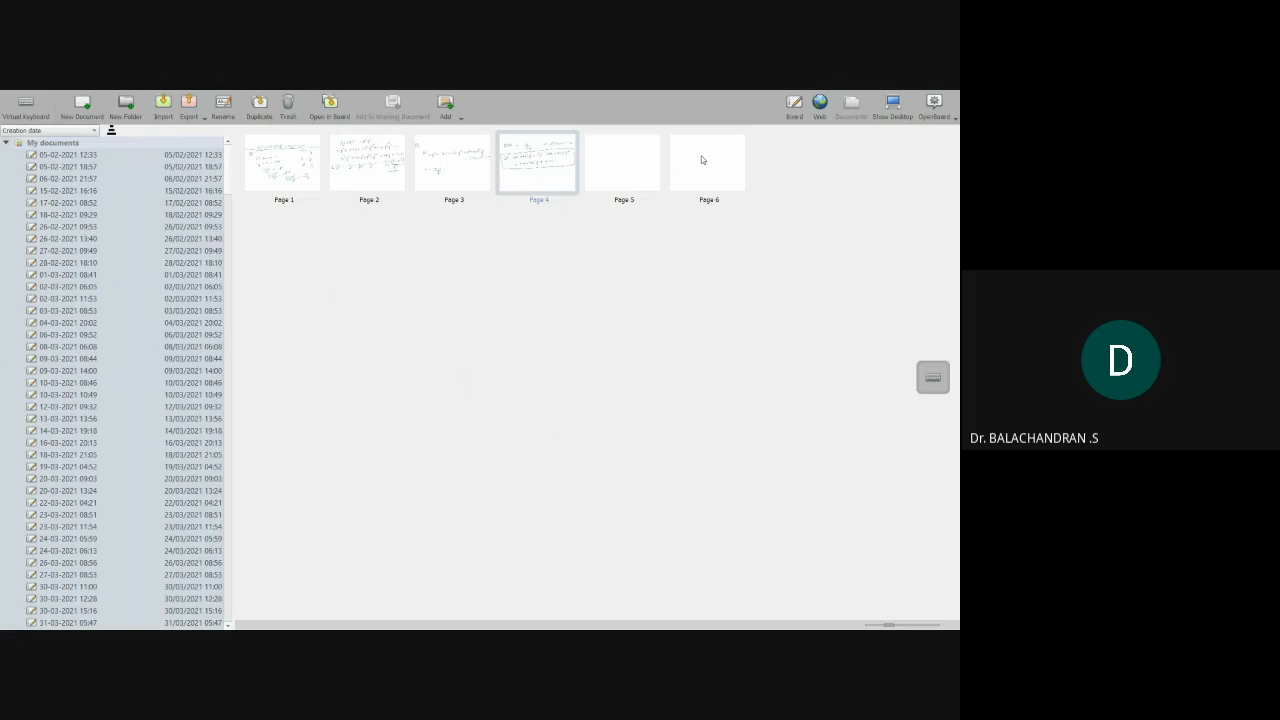 Virtual Keyboard New Document New Folder Import Export Rename Duplicate Trash Open in Board Add to Working Document Add Board Web Documents Show Desktop OpenBoard
Creation date
My documents
05-02-2021 12:33 05/02/2021 12:33
05-02-2021 18:57 05/02/2021 18:57
06-02-2021 21:57 06/02/2021 21:57
15-02-2021 16:16 15/02/2021 16:16
17-02-2021 08:52 17/02/2021 08:52
18-02-2021 09:29 18/02/2021 09:29
26-02-2021 09:53 26/02/2021 09:53
26-02-2021 13:40 26/02/2021 13:40
27-02-2021 09:49 27/02/2021 09:49
28-02-2021 18:10 28/02/2021 18:10
01-03-2021 08:41 01/03/2021 08:41
02-03-2021 06:05 02/03/2021 06:05
02-03-2021 11:53 02/03/2021 11:53
03-03-2021 08:53 03/03/2021 08:53
04-03-2021 20:02 04/03/2021 20:02
06-03-2021 09:52 06/03/2021 09:52
08-03-2021 06:08 08/03/2021 06:08
09-03-2021 08:44 09/03/2021 08:44
09-03-2021 14:00 09/03/2021 14:00
10-03-2021 08:46 10/03/2021 08:46
10-03-2021 10:49 10/03/2021 10:49
12-03-2021 09:32 12/03/2021 09:32
13-03-2021 13:56 13/03/2021 13:56
14-03-2021 19:18 14/03/2021 19:18
16-03-2021 20:13 16/03/2021 20:13
18-03-2021 21:05 18/03/2021 21:05
19-03-2021 04:52 19/03/2021 04:52
20-03-2021 09:03 20/03/2021 09:03
20-03-2021 13:24 20/03/2021 13:24
22-03-2021 04:21 22/03/2021 04:21
23-03-2021 08:51 23/03/2021 08:51
23-03-2021 11:54 23/03/2021 11:54
24-03-2021 05:59 24/03/2021 05:59
24-03-2021 06:13 24/03/2021 06:13
26-03-2021 08:56 26/03/2021 08:56
27-03-2021 08:53 27/03/2021 08:53
30-03-2021 11:00 30/03/2021 11:00
30-03-2021 12:28 30/03/2021 12:28
30-03-2021 15:16 30/03/2021 15:16
31-03-2021 05:47 31/03/2021 05:47
Page 1 Page 2 Page 3 Page 4 Page 5 Page 6
D
Dr. BALACHANDRAN .S